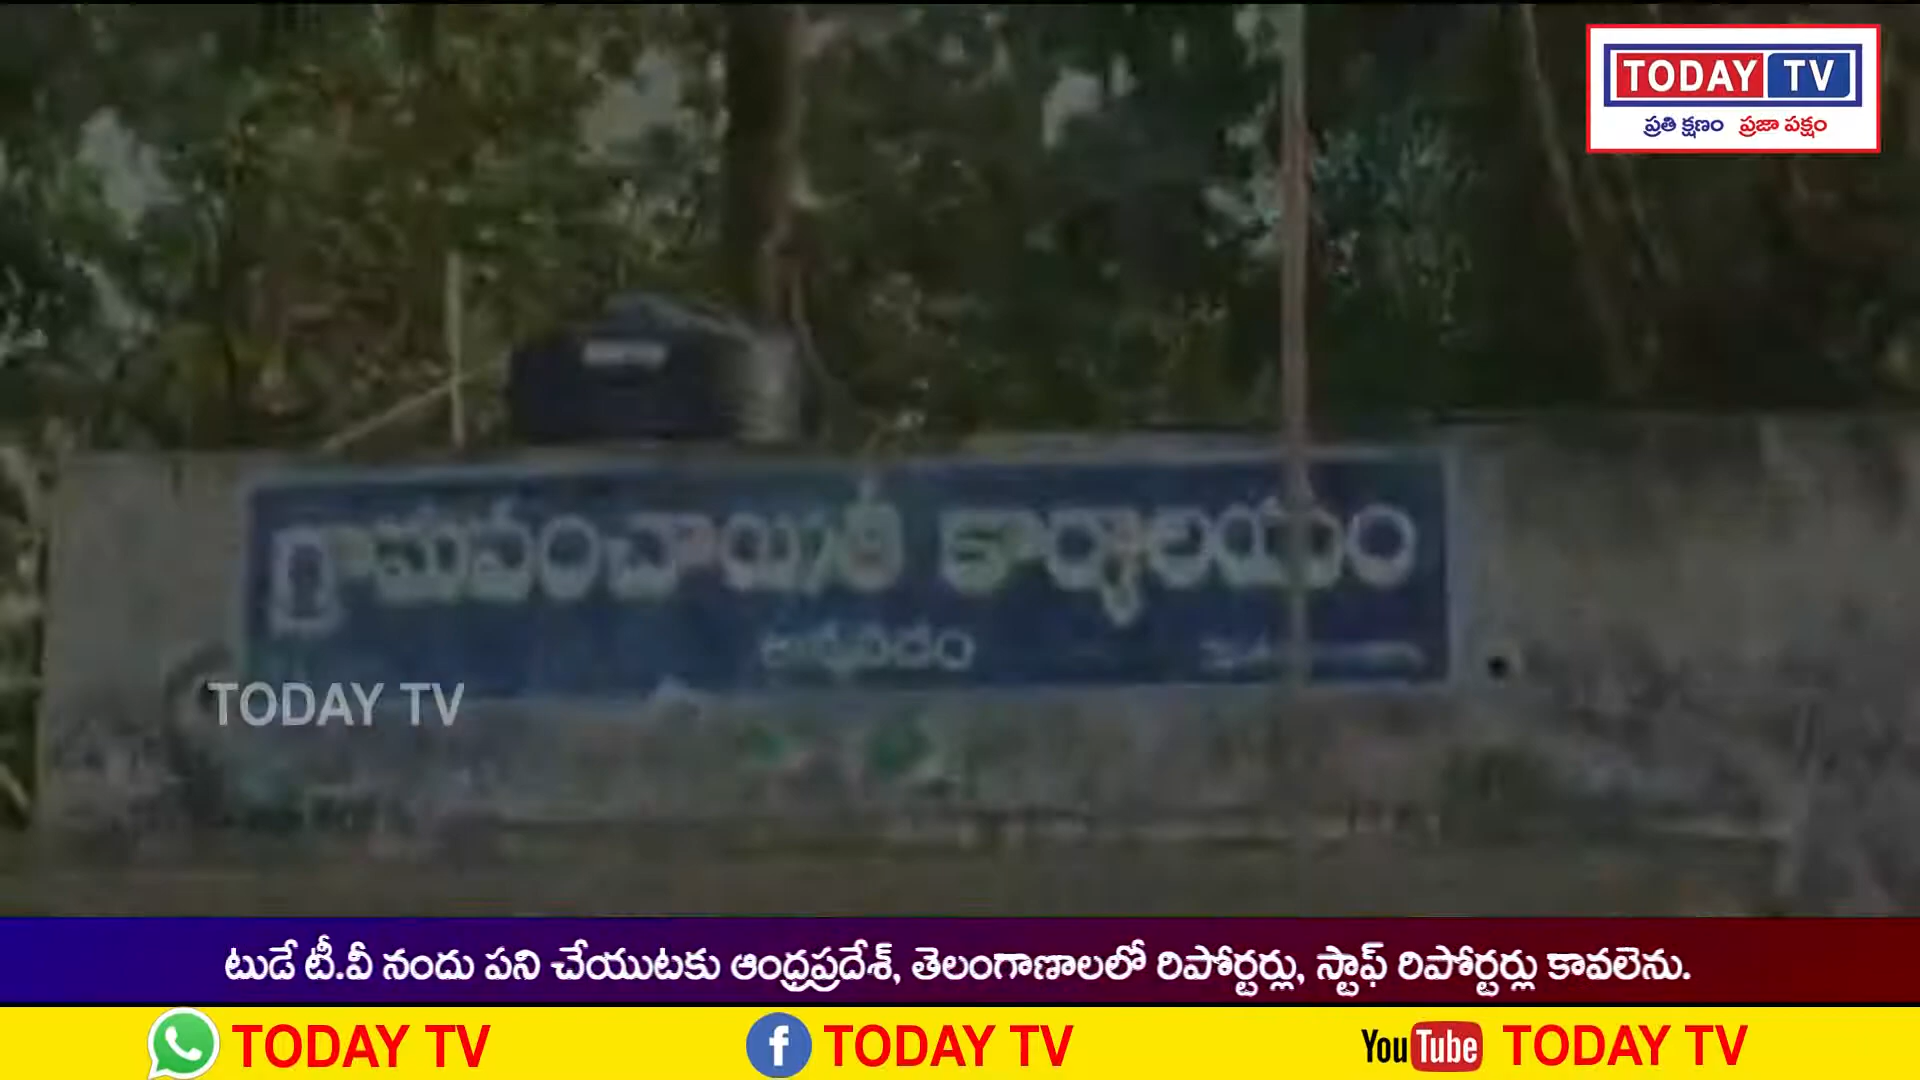 TODAY TV
ప్రతి క్షణం ప్రజా పక్షం
గ్రామపంచాయితీ కార్యాలయం
TODAY TV
టుడే టీ.వీ నందు పని చేయుటకు ఆంధ్రప్రదేశ్, తెలంగాణాలలో రిపోర్టర్లు, స్టాఫ్ రిపోర్టర్లు కావలెను.
TODAY TV
f TODAY TV
YouTube TODAY TV